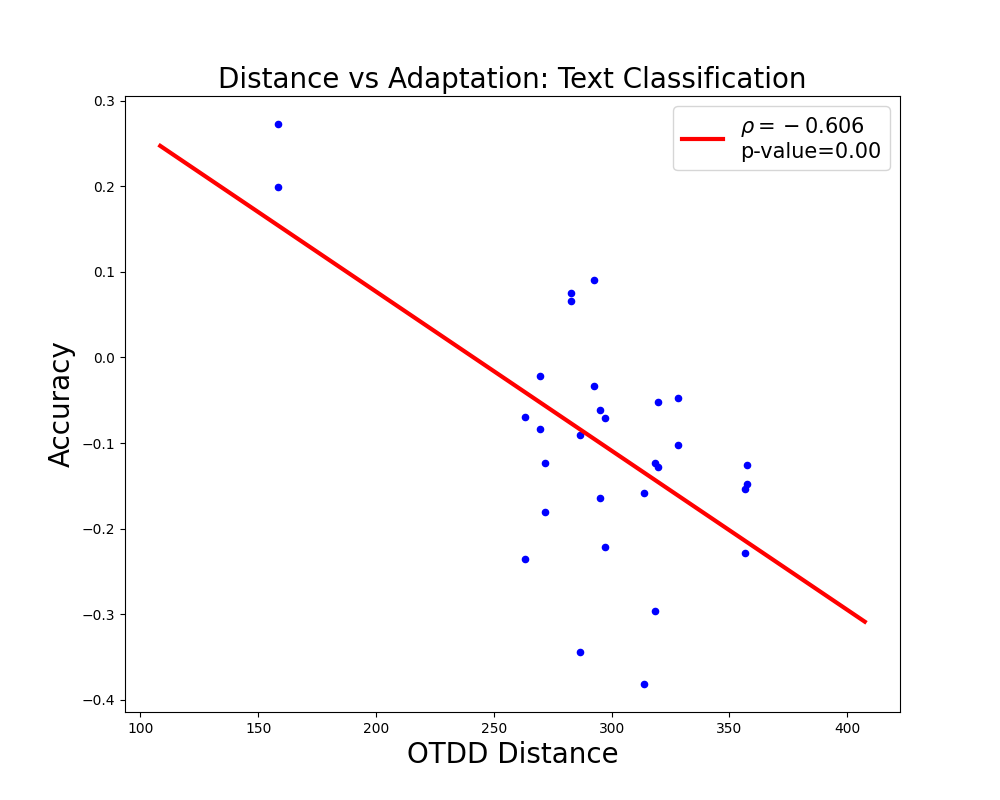 Distance vs Adaptation: Text Classification
ρ = −0.606
p-value=0.00
Accuracy
0.3
0.2
0.1
0.0
−0.1
−0.2
−0.3
−0.4
100 150 200 250 300 350 400
OTDD Distance